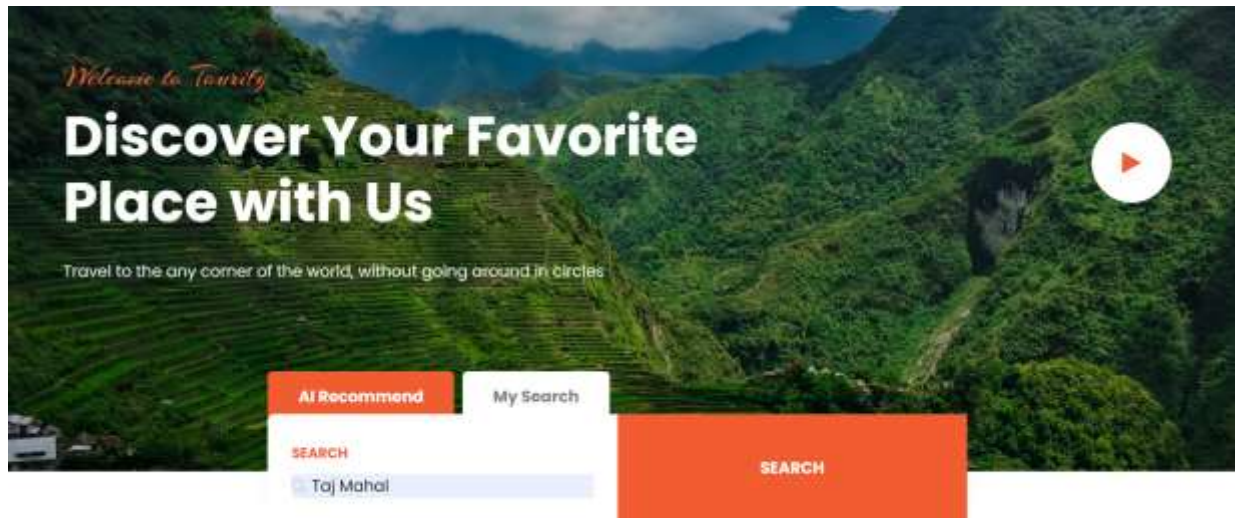 Welcome to Tourify
Discover Your Favorite
Place with Us
Travel to the any corner of the world, without going around in circles
AI Recommend
My Search
SEARCH
Taj Mahal
SEARCH